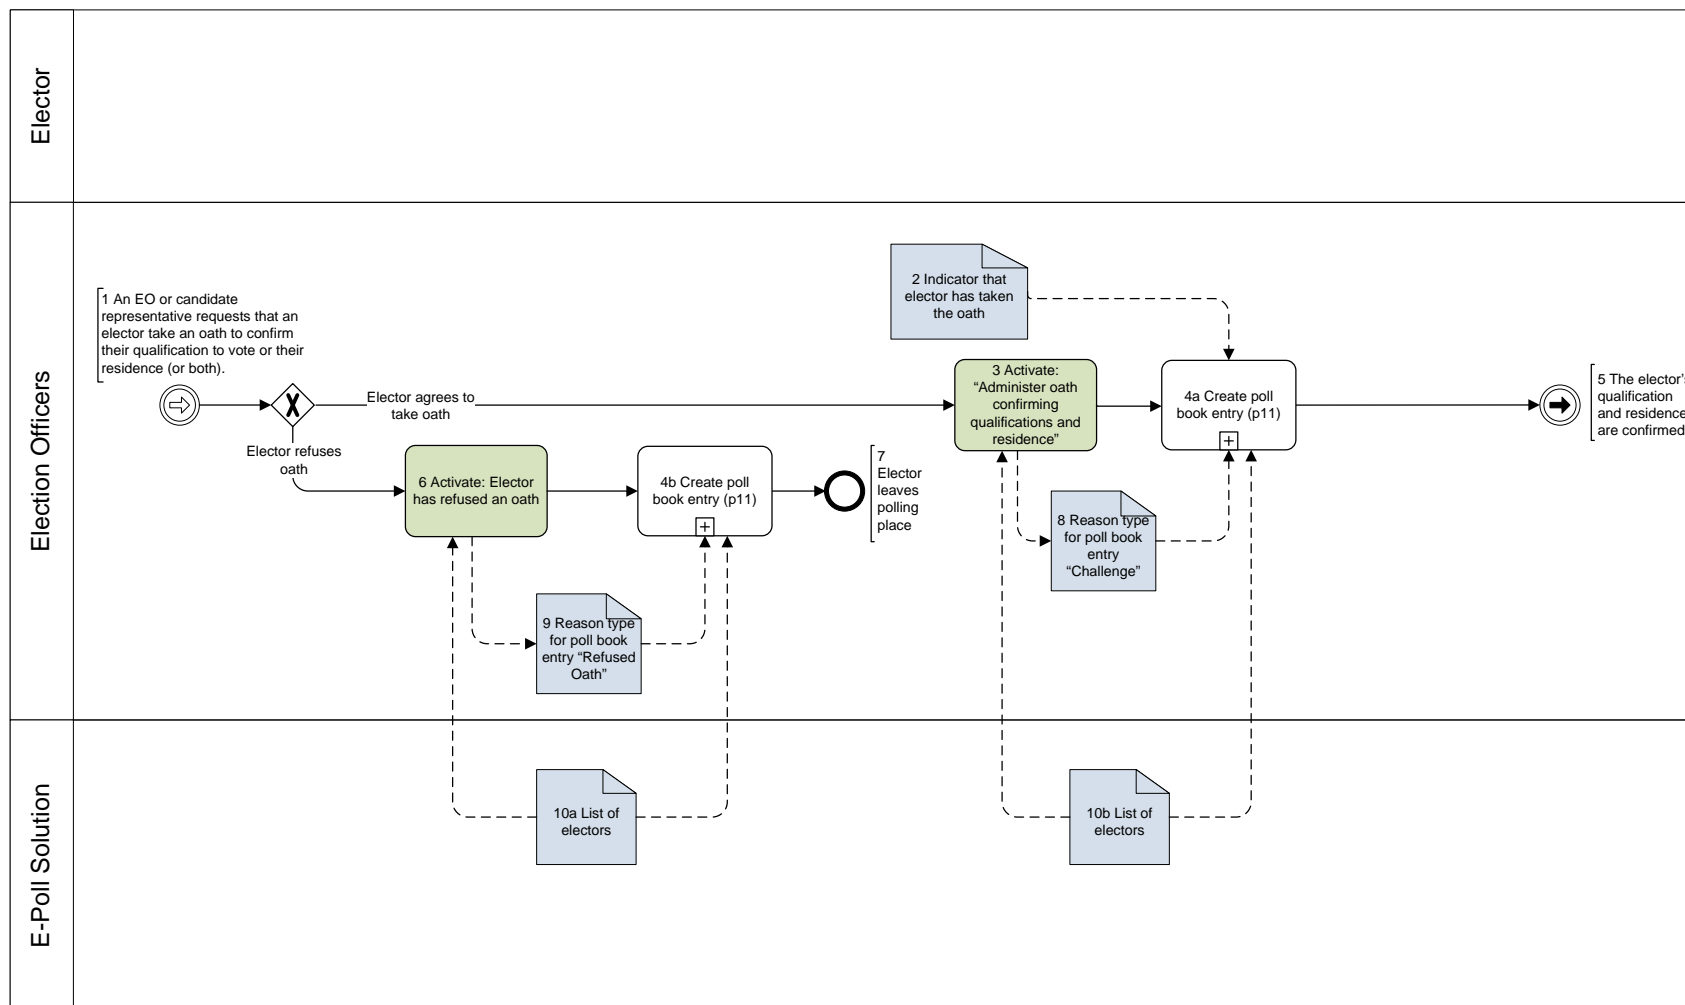 Elector
Election Officers
E-Poll Solution
1 An EO or candidate
representative requests that an
elector take an oath to confirm
their qualification to vote or their
residence (or both).
Elector agrees to
take oath
Elector refuses
oath
2 Indicator that
elector has taken
the oath
3 Activate:
“Administer oath
confirming
qualifications and
residence”
4a Create poll
book entry (p11)
5 The elector’s
qualification
and residence
are confirmed
6 Activate: Elector
has refused an oath
4b Create poll
book entry (p11)
7
Elector
leaves
polling
place
8 Reason type
for poll book
entry
“Challenge”
9 Reason type
for poll book
entry “Refused
Oath”
10a List of
electors
10b List of
electors